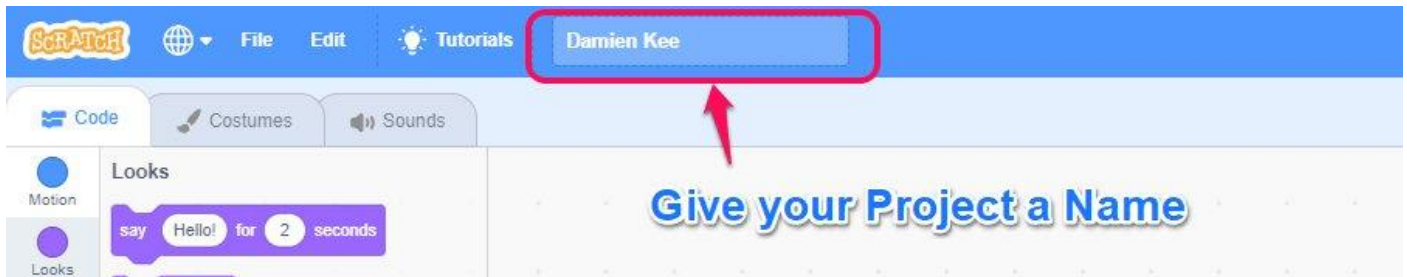 SCRATCH File Edit Tutorials Damien Kee
Code Costumes Sounds
Motion
Looks
Looks
say Hello! for 2 seconds
Give your Project a Name